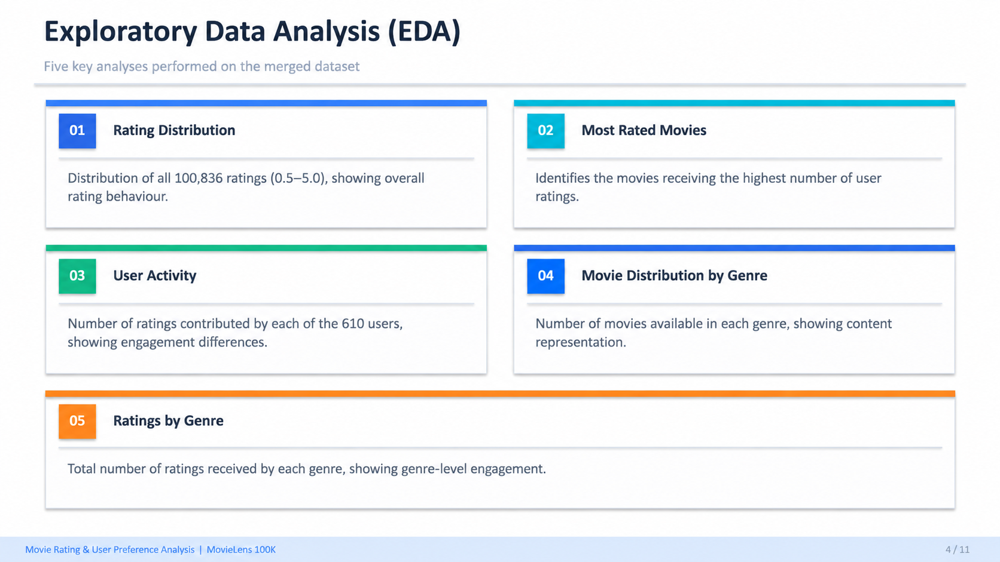 Exploratory Data Analysis (EDA)
Five key analyses performed on the merged dataset
01
Rating Distribution
Distribution of all 100,836 ratings (0.5–5.0), showing overall
rating behaviour.
02
Most Rated Movies
Identifies the movies receiving the highest number of user
ratings.
03
User Activity
Number of ratings contributed by each of the 610 users,
showing engagement differences.
04
Movie Distribution by Genre
Number of movies available in each genre, showing content
representation.
05
Ratings by Genre
Total number of ratings received by each genre, showing genre-level engagement.
Movie Rating & User Preference Analysis | MovieLens 100K
4 / 11